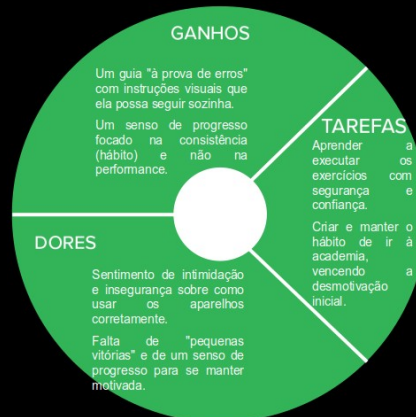 GANHOS
Um guia "à prova de erros"
com instruções visuais que
ela possa seguir sozinha.
Um senso de progresso
focado na consistência
(hábito) e não na
performance.
TAREFAS
Aprender a
executar os
exercícios com
segurança e
confiança.
Criar e manter o
hábito de ir à
academia,
vencendo a
desmotivação
inicial.
DORES
Sentimento de intimidação
e insegurança sobre como
usar os aparelhos
corretamente.
Falta de "pequenas
vitórias" e de um senso de
progresso para se manter
motivada.